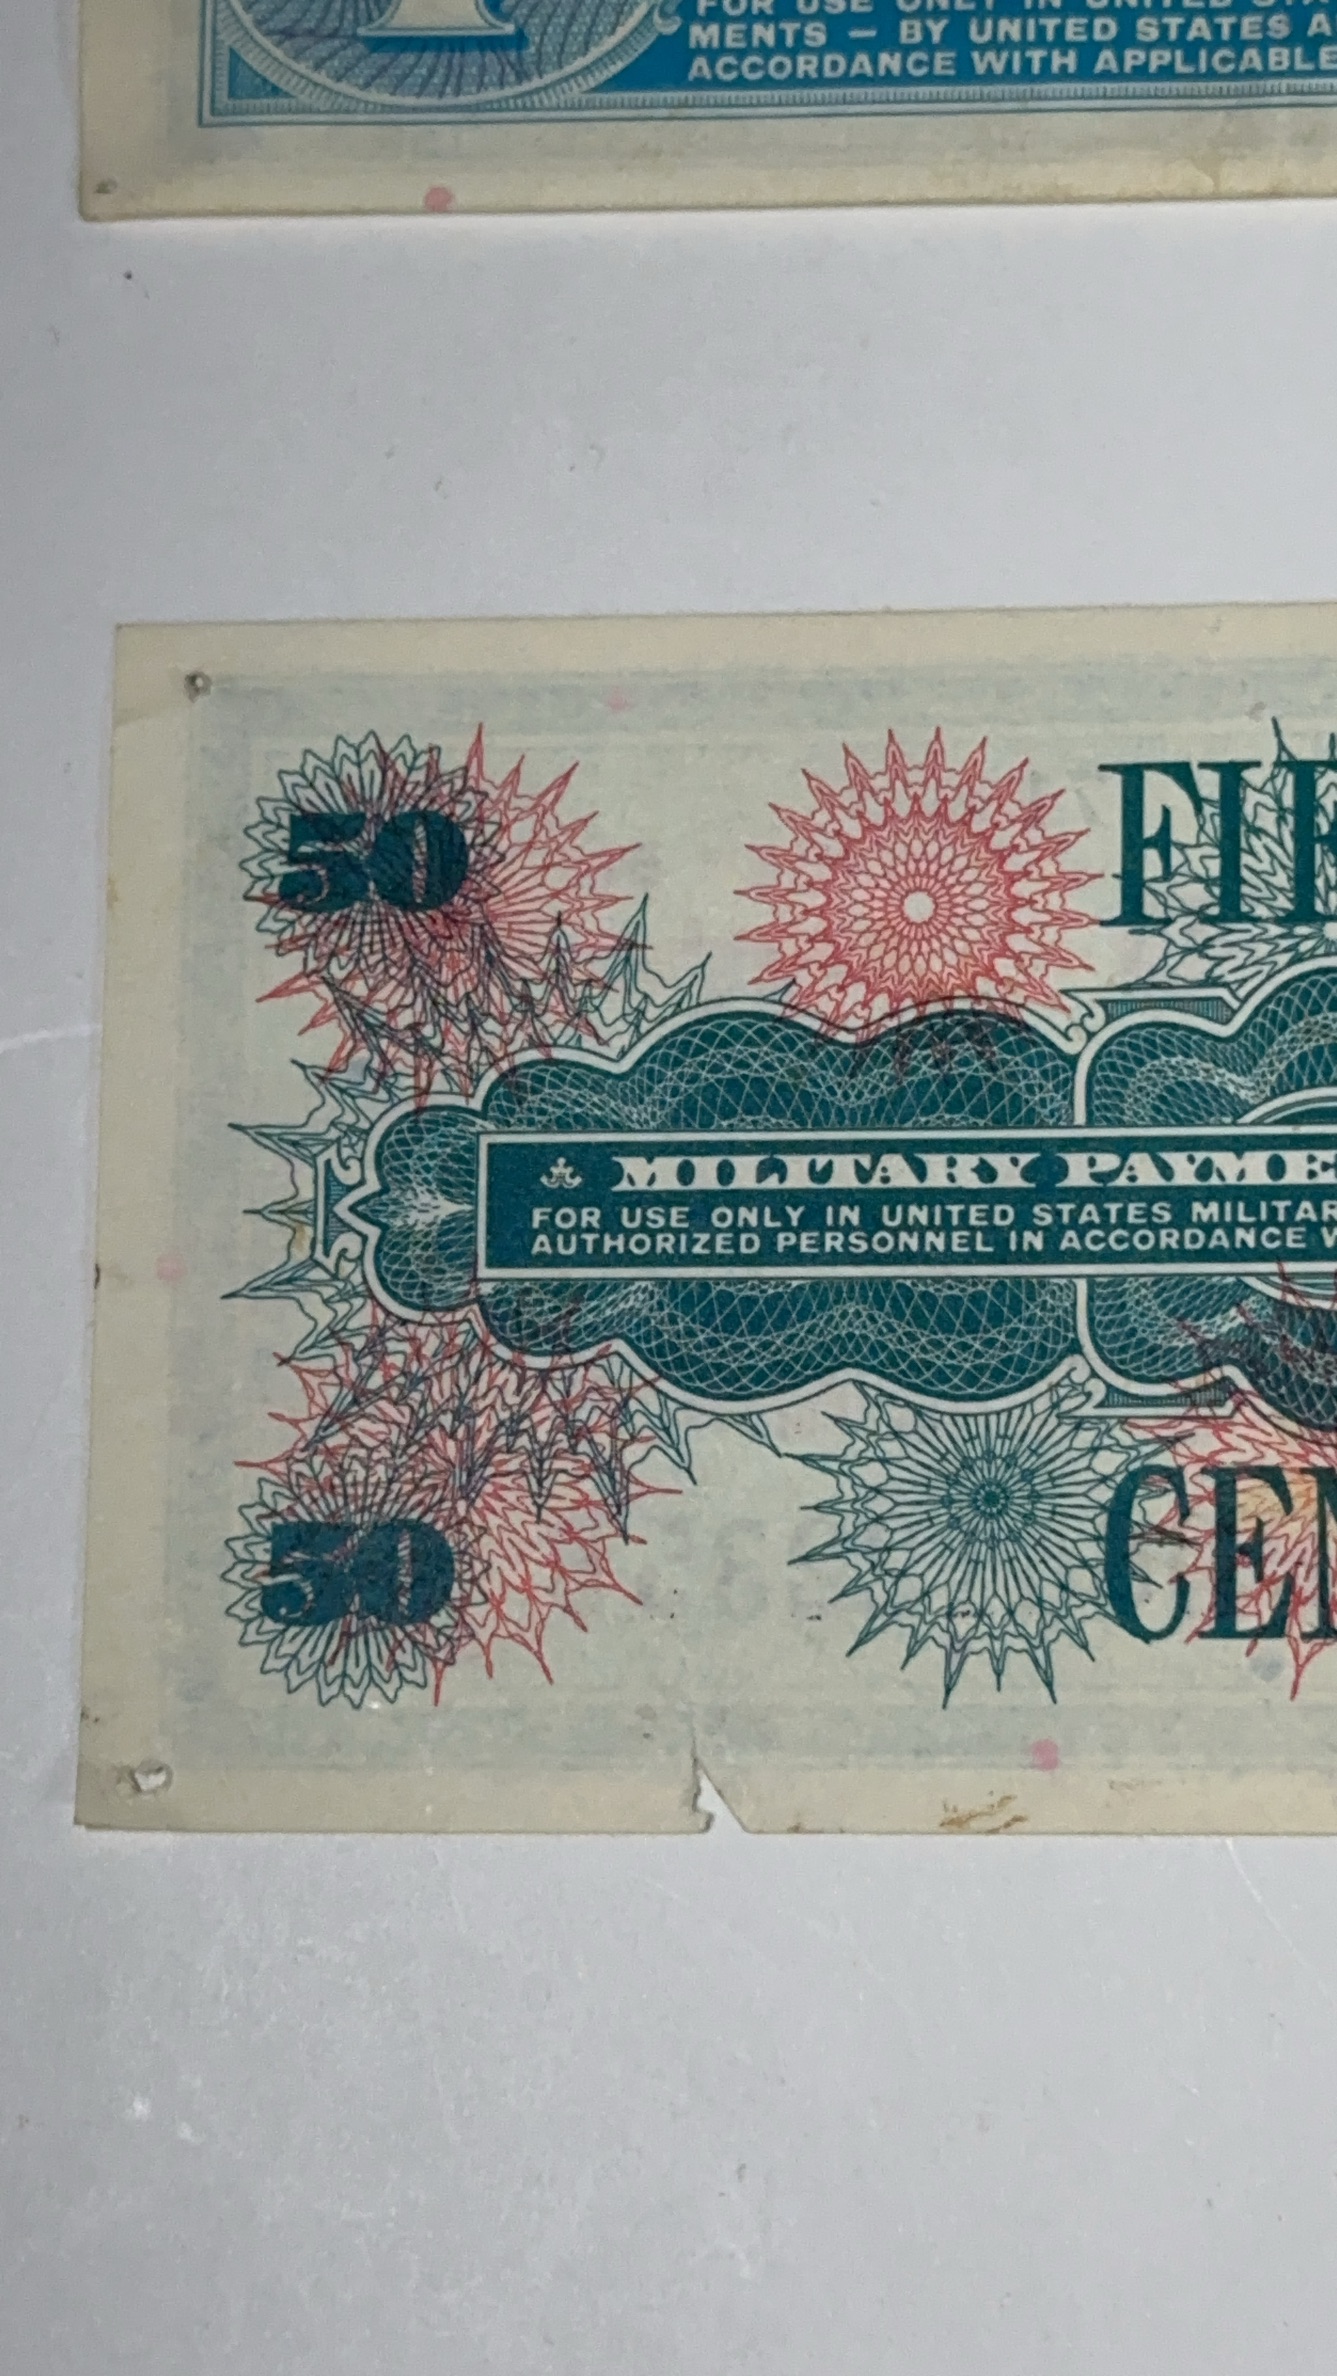 FOR USE ONLY IN UNITED STA
MENTS — BY UNITED STATES A
ACCORDANCE WITH APPLICABLE
50
FIF
MILITARY PAYME
FOR USE ONLY IN UNITED STATES MILITAR
AUTHORIZED PERSONNEL IN ACCORDANCE W
50
CEN